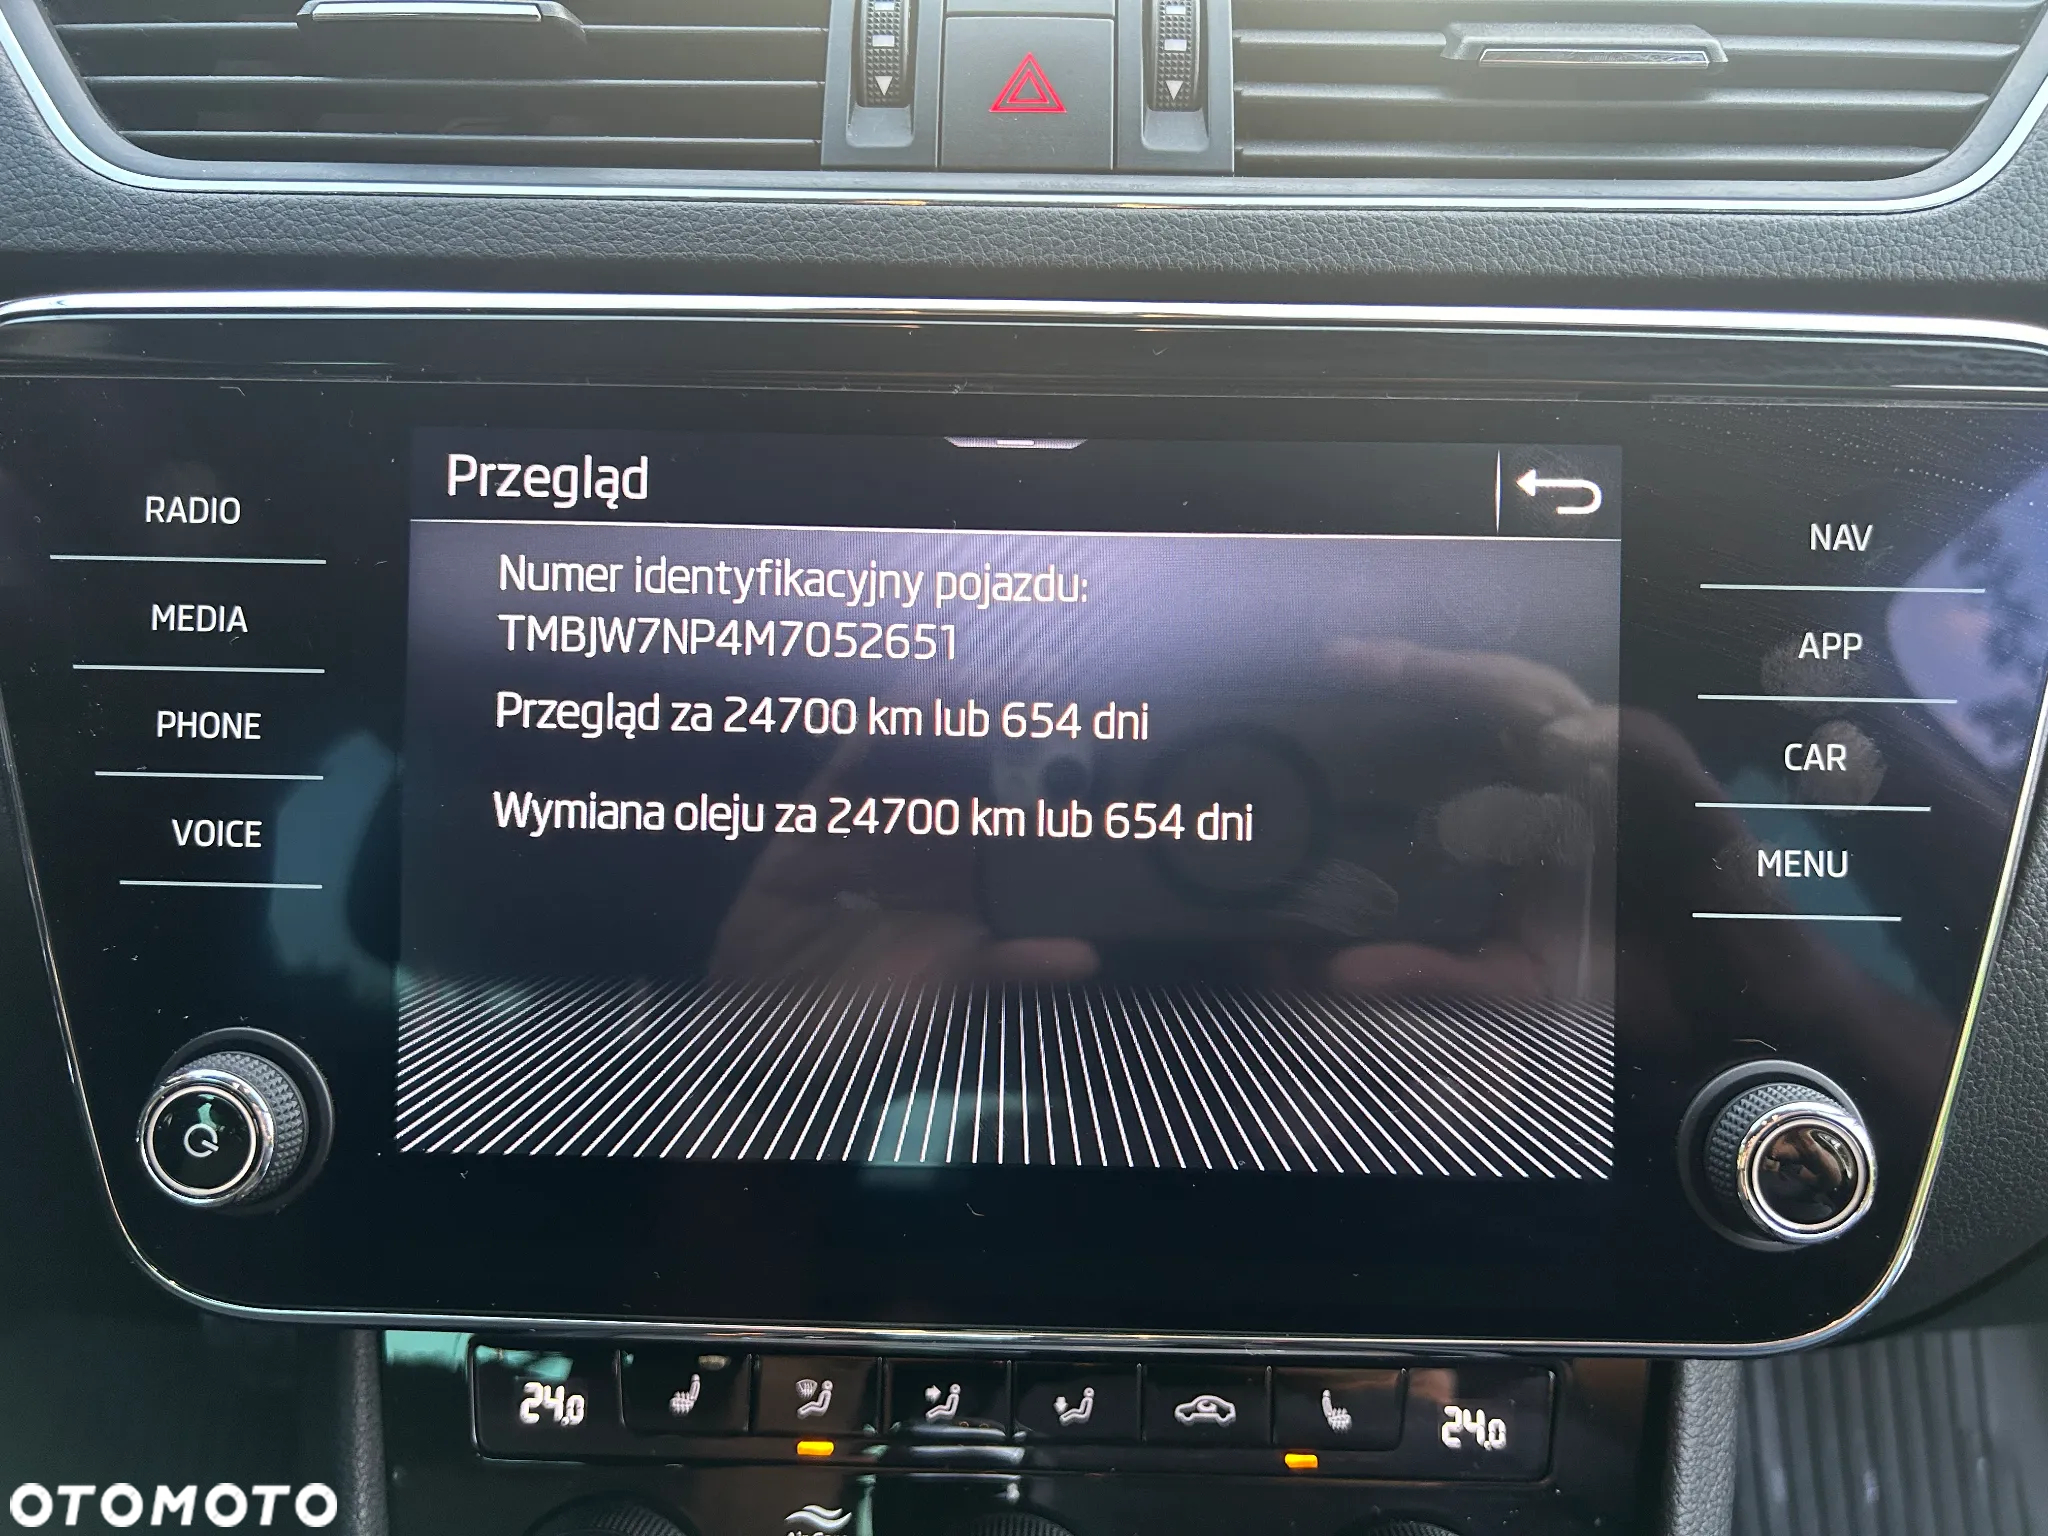 Przegląd
Numer identyfikacyjny pojazdu:
TMBJW7NP4M7052651
Przegląd za 24700 km lub 654 dni
Wymiana oleju za 24700 km lub 654 dni
RADIO
MEDIA
PHONE
VOICE
NAV
APP
CAR
MENU
24,0
24,0
OTOMOTO